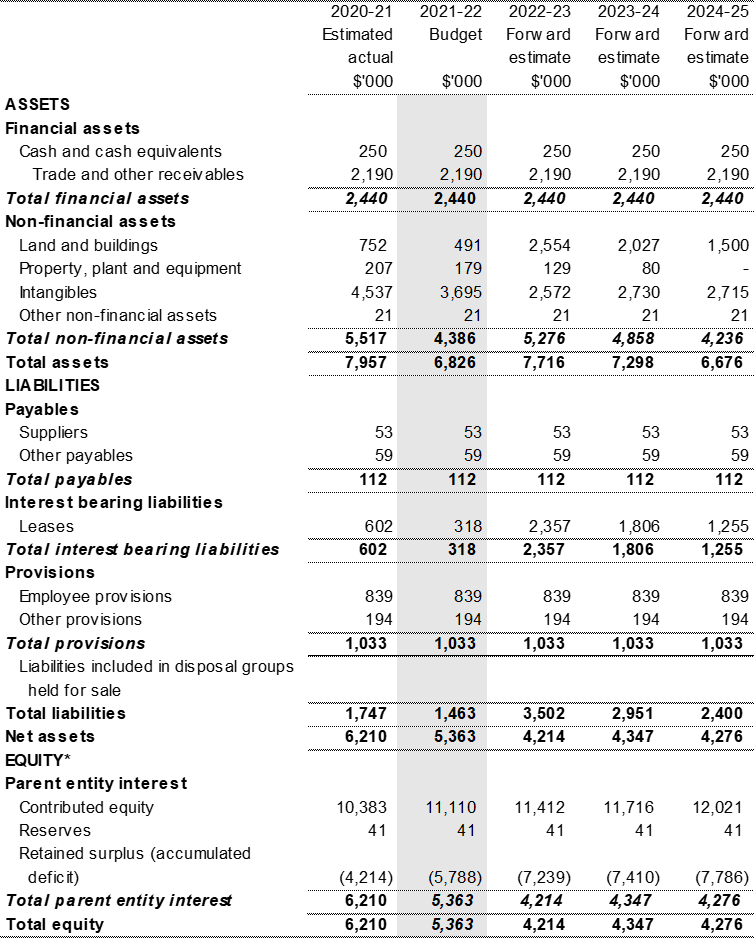 2020-21 2021-22 2022-23 2023-24 2024-25
Estimated Budget Forward Forward Forward
actual estimate estimate estimate
$'000 $'000 $'000 $'000 $'000
ASSETS
Financial assets
Cash and cash equivalents 250 250 250 250 250
Trade and other receivables 2,190 2,190 2,190 2,190 2,190
Total financial assets 2,440 2,440 2,440 2,440 2,440
Non-financial assets
Land and buildings 752 491 2,554 2,027 1,500
Property, plant and equipment 207 179 129 80 -
Intangibles 4,537 3,695 2,572 2,730 2,715
Other non-financial assets 21 21 21 21 21
Total non-financial assets 5,517 4,386 5,276 4,858 4,236
Total assets 7,957 6,826 7,716 7,298 6,676
LIABILITIES
Payables
Suppliers 53 53 53 53 53
Other payables 59 59 59 59 59
Total payables 112 112 112 112 112
Interest bearing liabilities
Leases 602 318 2,357 1,806 1,255
Total interest bearing liabilities 602 318 2,357 1,806 1,255
Provisions
Employee provisions 839 839 839 839 839
Other provisions 194 194 194 194 194
Total provisions 1,033 1,033 1,033 1,033 1,033
Liabilities included in disposal groups
held for sale
Total liabilities 1,747 1,463 3,502 2,951 2,400
Net assets 6,210 5,363 4,214 4,347 4,276
EQUITY*
Parent entity interest
Contributed equity 10,383 11,110 11,412 11,716 12,021
Reserves 41 41 41 41 41
Retained surplus (accumulated
deficit) (4,214) (5,788) (7,239) (7,410) (7,786)
Total parent entity interest 6,210 5,363 4,214 4,347 4,276
Total equity 6,210 5,363 4,214 4,347 4,276